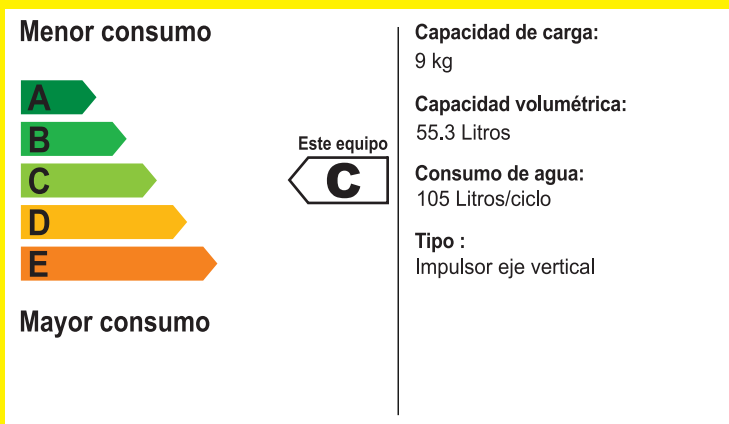 Menor consumo
A
B
C
D
E
Mayor consumo
Este equipo
C
Capacidad de carga:
9 kg
Capacidad volumétrica:
55.3 Litros
Consumo de agua:
105 Litros/ciclo
Tipo :
Impulsor eje vertical